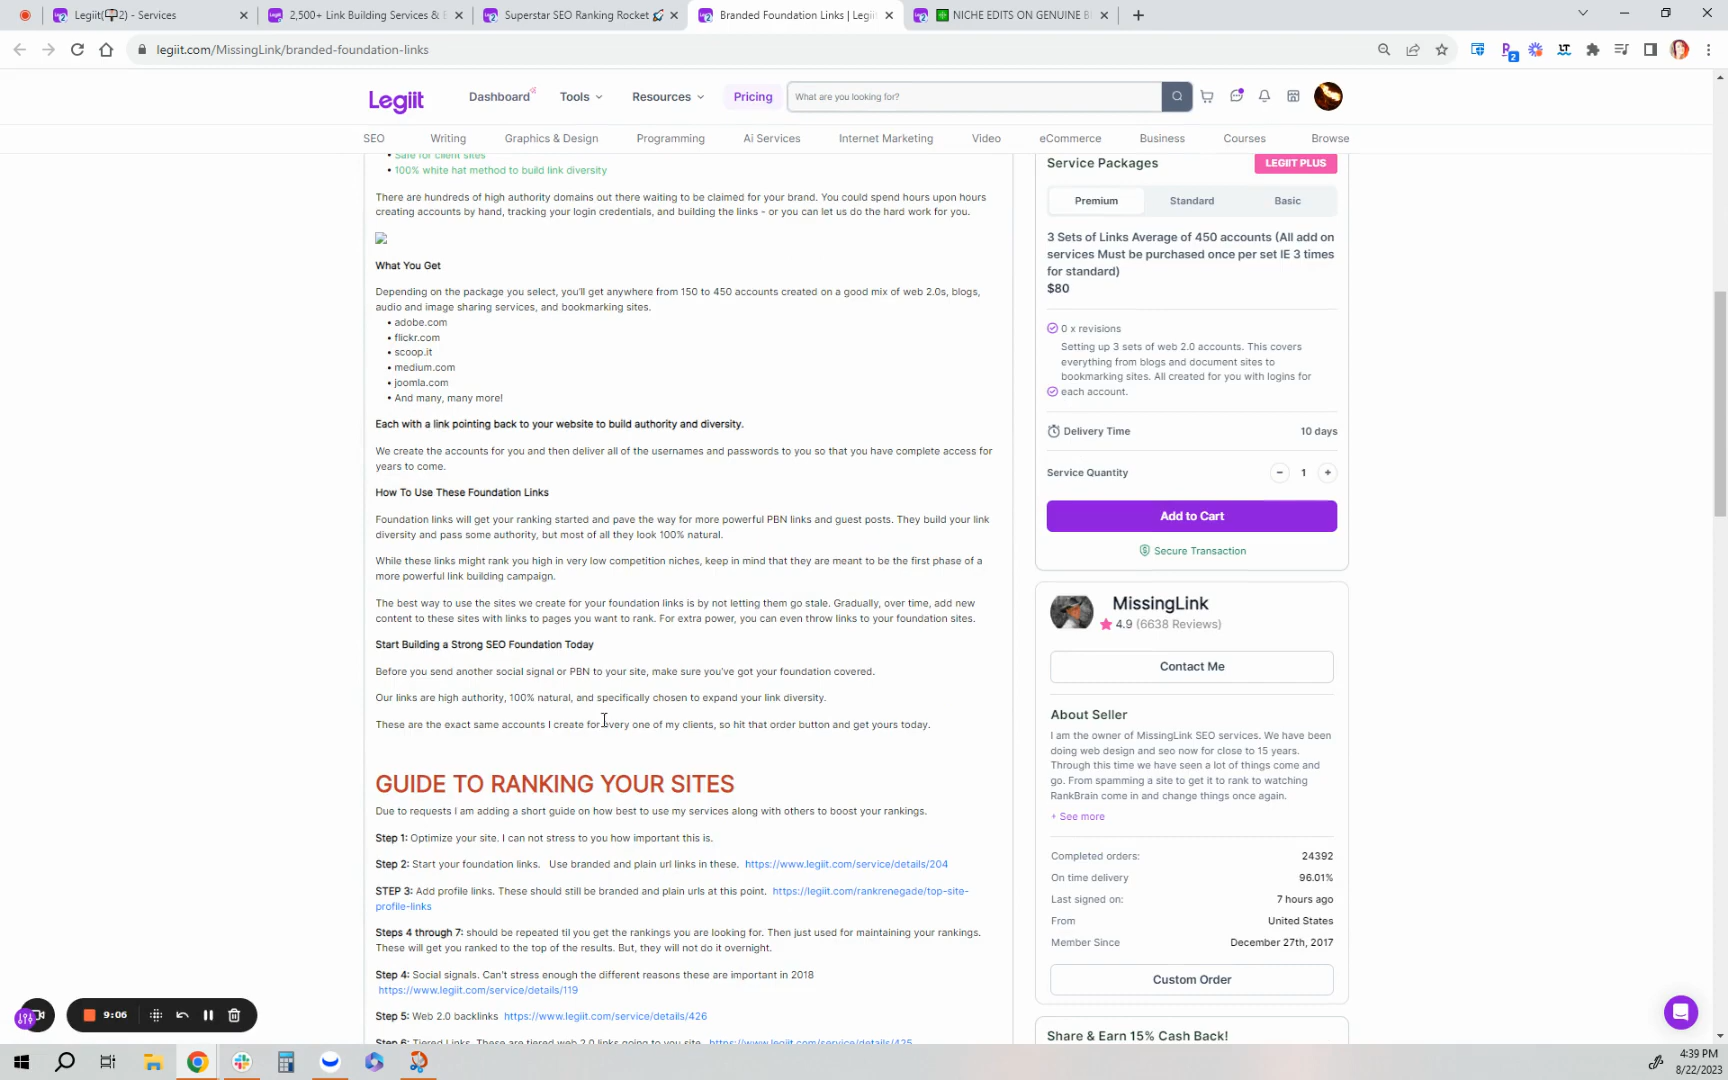 Legiit(2) - Services
2,500+ Link Building Services &
Superstar SEO Ranking Rocket
Branded Foundation Links | Legii
NICHE EDITS ON GENUINE B
legiit.com/MissingLink/branded-foundation-links
2
Legiit
Dashboard
Tools
Resources
Pricing
What are you looking for?
SEO
Writing
Graphics & Design
Programming
Ai Services
Internet Marketing
Video
eCommerce
Business
Courses
Browse
• Safe for client sites
• 100% white hat method to build link diversity
There are hundreds of high authority domains out there waiting to be claimed for your brand. You could spend hours upon hours
creating accounts by hand, tracking your login credentials, and building the links - or you can let us do the hard work for you.
What You Get
Depending on the package you select, you'll get anywhere from 150 to 450 accounts created on a good mix of web 2.0s, blogs,
audio and image sharing services, and bookmarking sites.
• adobe.com
• flickr.com
• scoop.it
• medium.com
• joomla.com
• And many, many more!
Each with a link pointing back to your website to build authority and diversity.
We create the accounts for you and then deliver all of the usernames and passwords to you so that you have complete access for
years to come.
How To Use These Foundation Links
Foundation links will get your ranking started and pave the way for more powerful PBN links and guest posts. They build your link
diversity and pass some authority, but most of all they look 100% natural.
While these links might rank you high in very low competition niches, keep in mind that they are meant to be the first phase of a
more powerful link building campaign.
The best way to use the sites we create for your foundation links is by not letting them go stale. Gradually, over time, add new
content to these sites with links to pages you want to rank. For extra power, you can even throw links to your foundation sites.
Start Building a Strong SEO Foundation Today
Before you send another social signal or PBN to your site, make sure you've got your foundation covered.
Our links are high authority, 100% natural, and specifically chosen to expand your link diversity.
These are the exact same accounts I create for every one of my clients, so hit that order button and get yours today.
GUIDE TO RANKING YOUR SITES
Due to requests I am adding a short guide on how best to use my services along with others to boost your rankings.
Step 1: Optimize your site. I can not stress to you how important this is.
Step 2: Start your foundation links. Use branded and plain url links in these. https://www.legiit.com/service/details/204
STEP 3: Add profile links. These should still be branded and plain urls at this point. https://legiit.com/rankrenegade/top-site-
profile-links
Steps 4 through 7: should be repeated til you get the rankings you are looking for. Then just used for maintaining your rankings.
These will get you ranked to the top of the results. But, they will not do it overnight.
Step 4: Social signals. Can't stress enough the different reasons these are important in 2018
https://www.legiit.com/service/details/119
Step 5: Web 2.0 backlinks https://www.legiit.com/service/details/426
Step 6: Tiered Links. These are tiered web 2.0 links going to you site. https://www.legiit.com/service/details/425
Service Packages
LEGIIT PLUS
Premium
Standard
Basic
3 Sets of Links Average of 450 accounts (All add on
services Must be purchased once per set IE 3 times
for standard)
$80
0 x revisions
Setting up 3 sets of web 2.0 accounts. This covers
everything from blogs and document sites to
bookmarking sites. All created for you with logins for
each account.
Delivery Time
10 days
Service Quantity
− 1 +
Add to Cart
Secure Transaction
MissingLink
4.9 (6638 Reviews)
Contact Me
About Seller
I am the owner of MissingLink SEO services. We have been
doing web design and seo now for close to 15 years.
Through this time we have seen a lot of things come and
go. From spamming a site to get it to rank to watching
RankBrain come in and change things once again.
+ See more
Completed orders: 24392
On time delivery 96.01%
Last signed on: 7 hours ago
From United States
Member Since December 27th, 2017
Custom Order
Share & Earn 15% Cash Back!
9:06
4:39 PM
8/22/2023